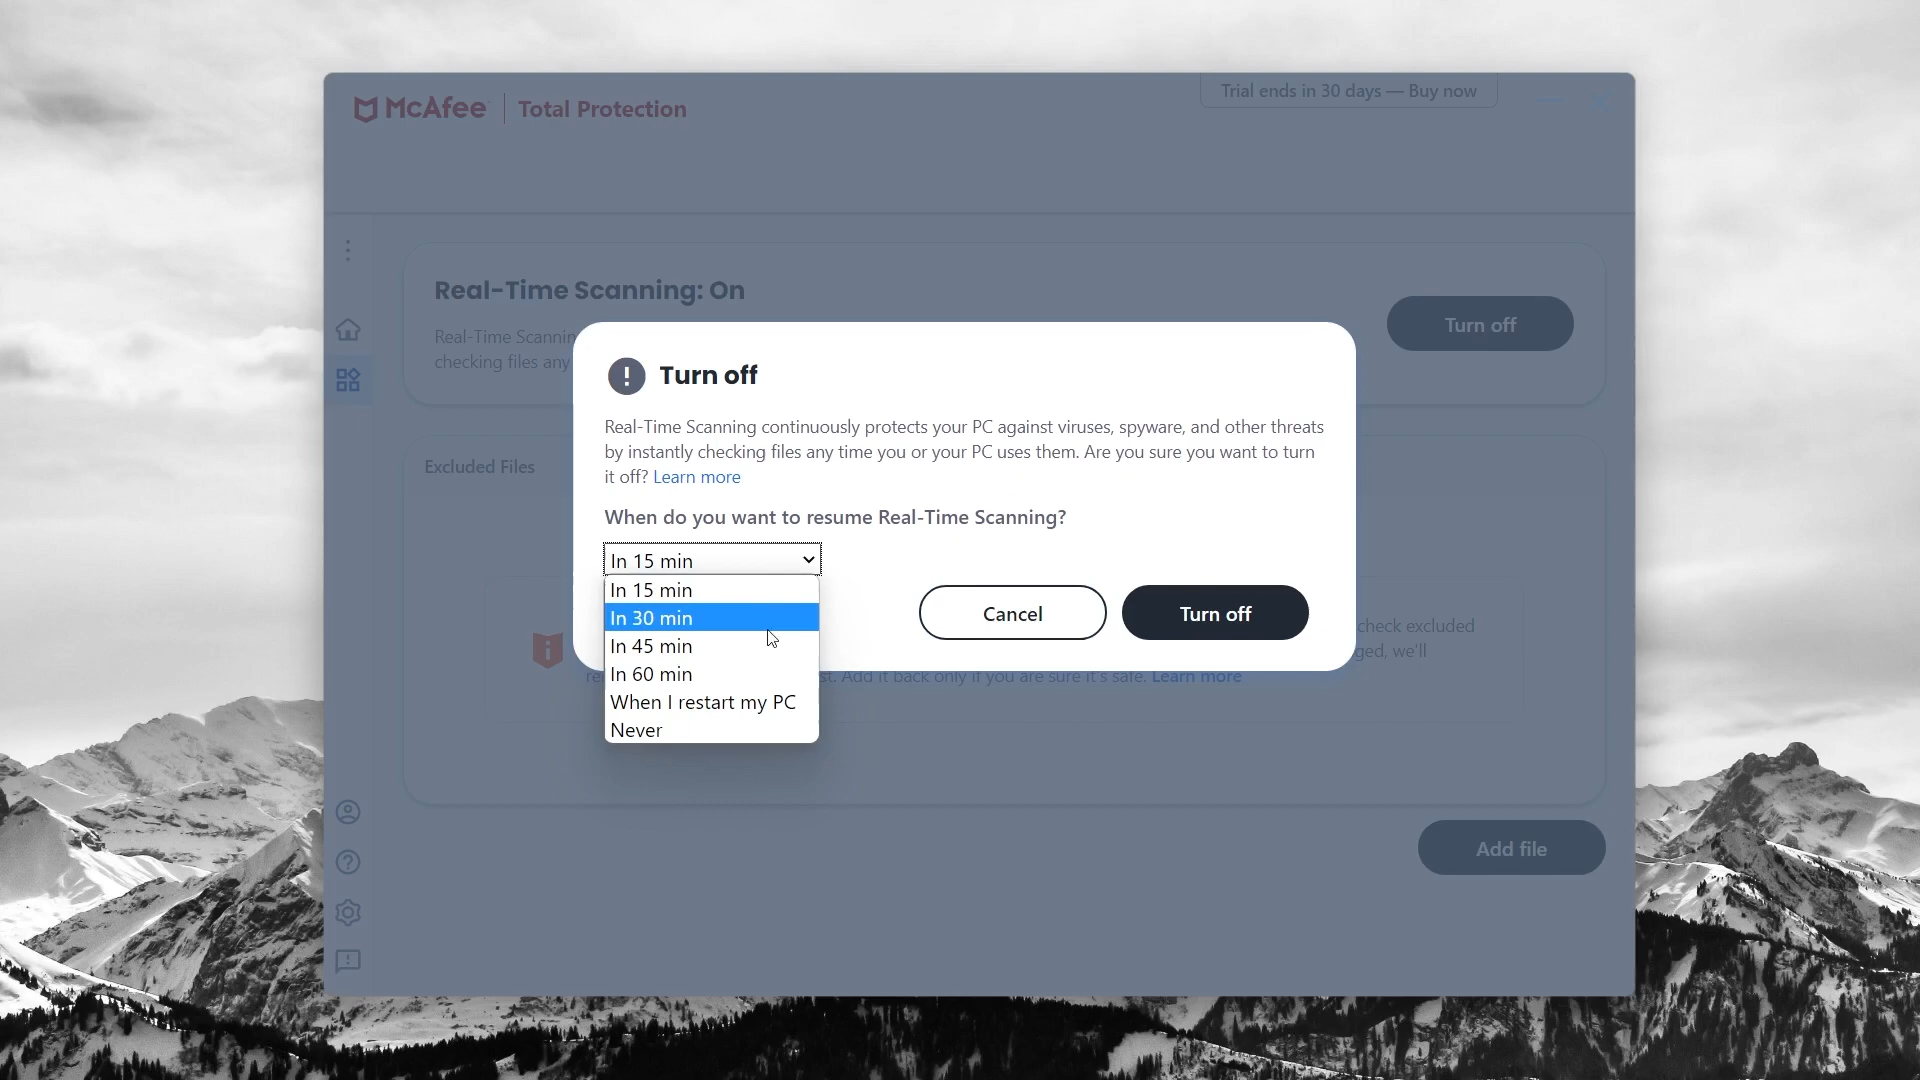 McAfee Total Protection
Trial ends in 30 days — Buy now
Real-Time Scanning: On
Turn off
Real-Time
checking files any
Excluded Files
Turn off
Real-Time Scanning continuously protects your PC against viruses, spyware, and other threats
by instantly checking files any time you or your PC uses them. Are you sure you want to turn
it off? Learn more
When do you want to resume Real-Time Scanning?
In 15 min
In 15 min
In 30 min
In 45 min
In 60 min
When I restart my PC
Never
Cancel
Turn off
check excluded
we'll
Add it back only if you are sure it's safe. Learn more
Add file